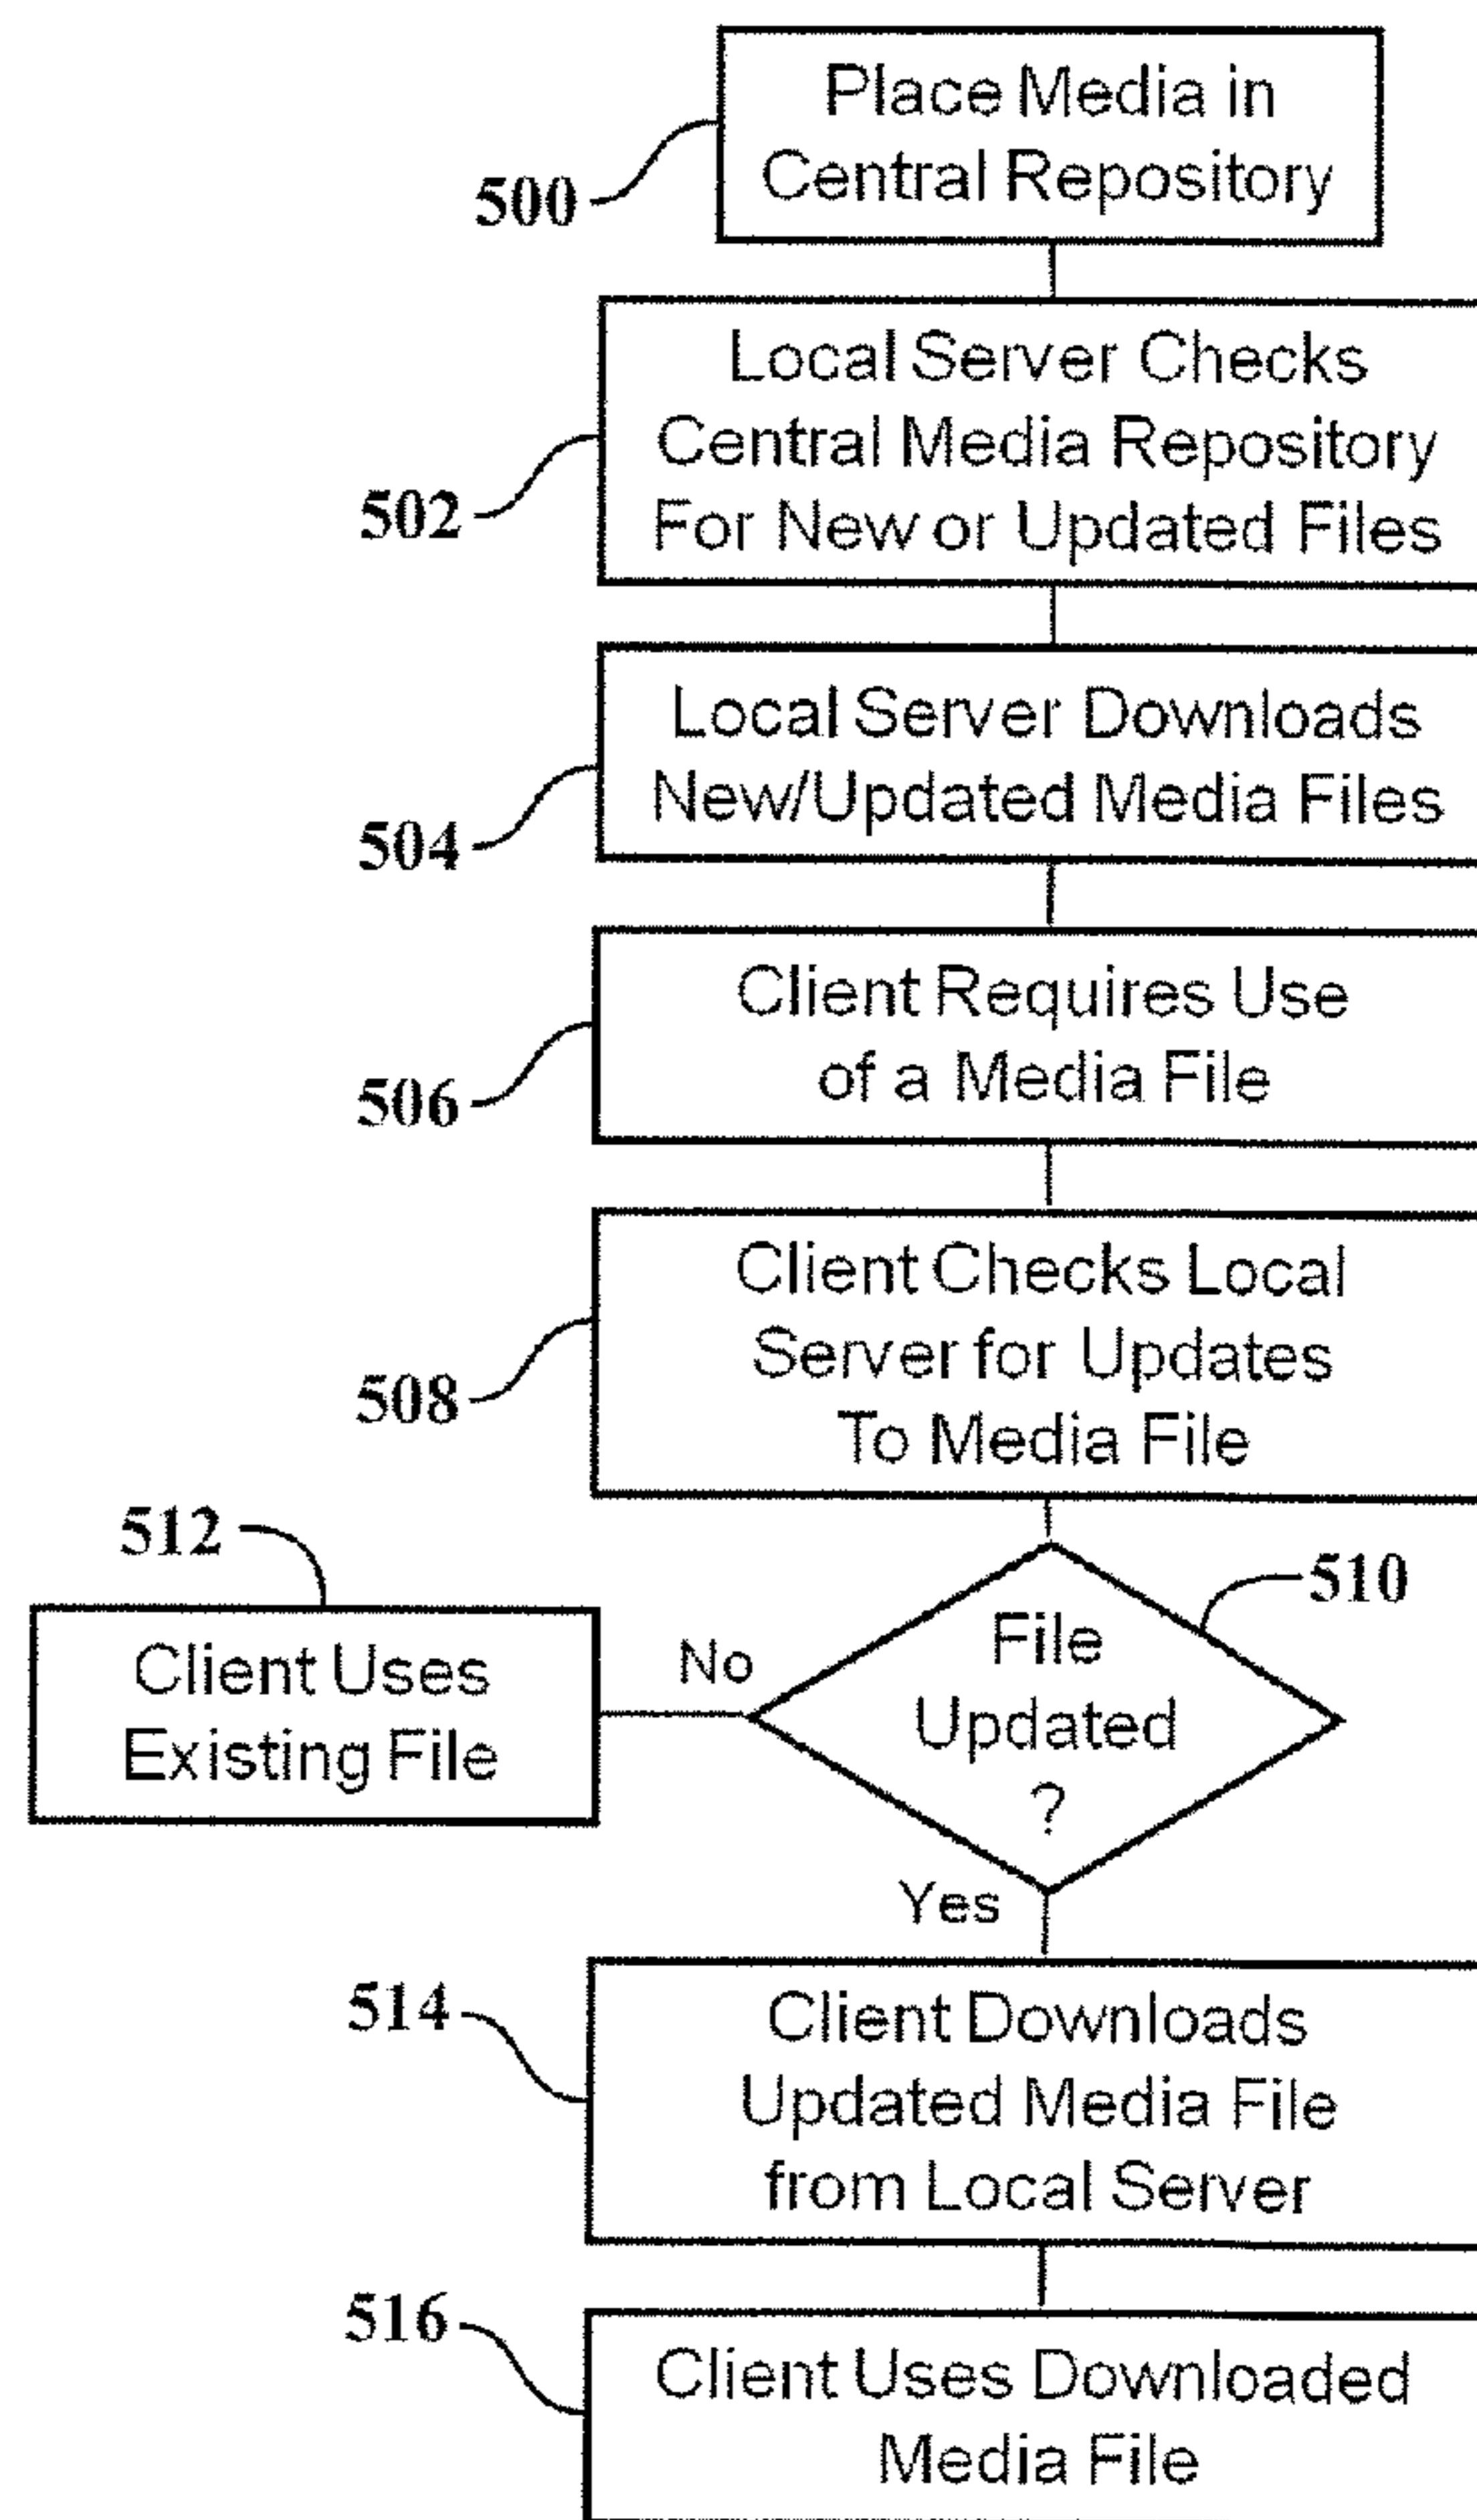 Place Media in
Central Repository
500
Local Server Checks
Central Media Repository
For New or Updated Files
502
Local Server Downloads
New/Updated Media Files
504
Client Requires Use
of a Media File
506
Client Checks Local
Server for Updates
To Media File
508
512
510
File
Updated
?
No
Client Uses
Existing File
Yes
514
Client Downloads
Updated Media File
from Local Server
516
Client Uses Downloaded
Media File